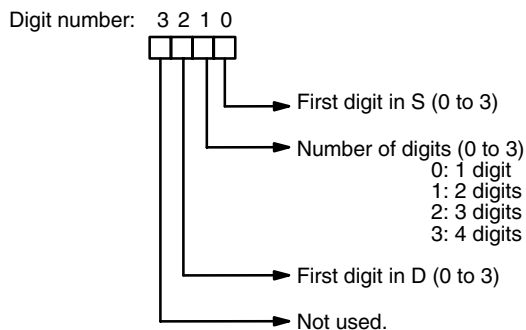 Digit number: 3 2 1 0
First digit in S (0 to 3)
Number of digits (0 to 3)
0: 1 digit
1: 2 digits
2: 3 digits
3: 4 digits
First digit in D (0 to 3)
Not used.